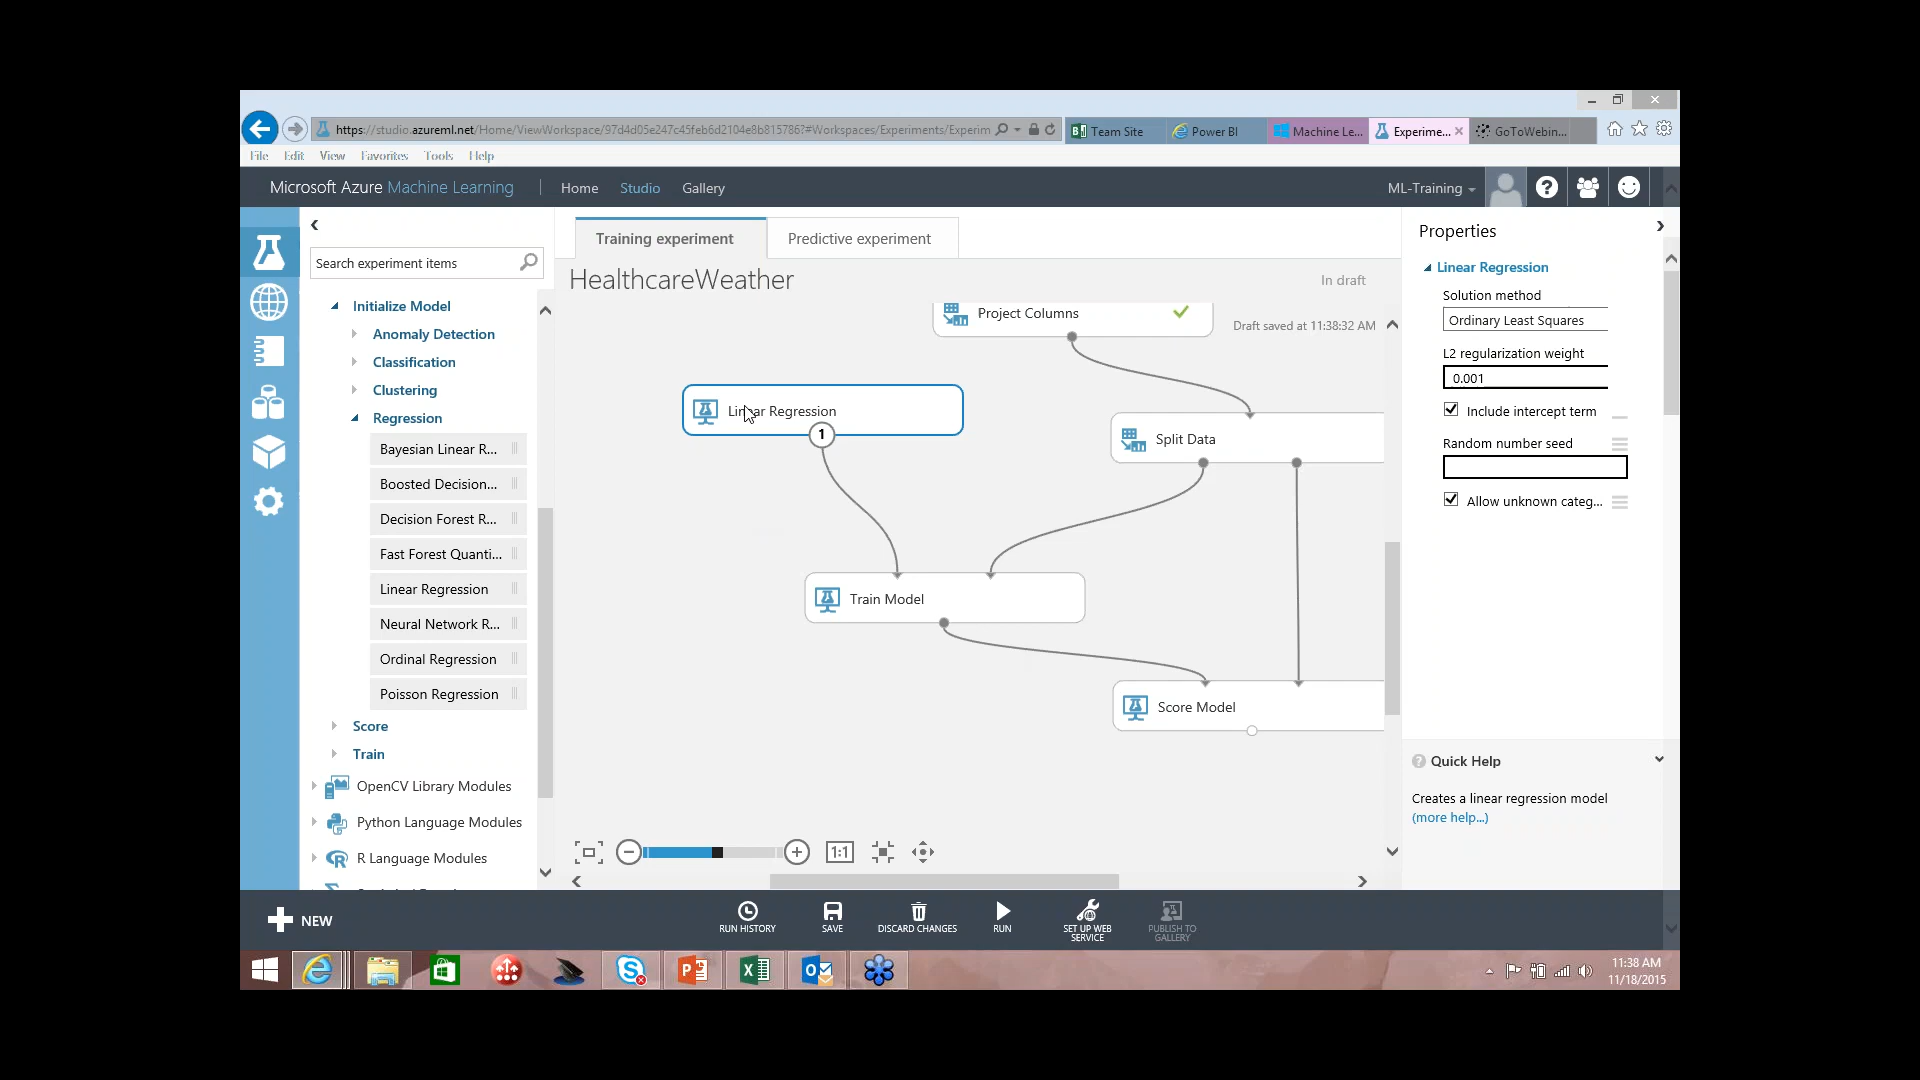 https://studio.azureml.net/Home/ViewWorkspace/97d4d05e247c45feb6d2104e8b815786?#Workspaces/Experiments/Experim
Team Site
Power BI
Machine Le...
Experime...
GoToWebin...
File Edit View Favorites Tools Help
Microsoft Azure Machine Learning
Home
Studio
Gallery
ML-Training
Search experiment items
Initialize Model
Anomaly Detection
Classification
Clustering
Regression
Bayesian Linear R...
Boosted Decision...
Decision Forest R...
Fast Forest Quanti...
Linear Regression
Neural Network R...
Ordinal Regression
Poisson Regression
Score
Train
OpenCV Library Modules
Python Language Modules
R Language Modules
NEW
Training experiment
Predictive experiment
HealthcareWeather
In draft
Draft saved at 11:38:32 AM
Project Columns
Linear Regression
1
Split Data
Train Model
Score Model
1:1
Properties
Linear Regression
Solution method
Ordinary Least Squares
L2 regularization weight
0.001
Include intercept term
Random number seed
Allow unknown categ...
Quick Help
Creates a linear regression model
(more help...)
RUN HISTORY
SAVE
DISCARD CHANGES
RUN
SET UP WEB
SERVICE
PUBLISH TO
GALLERY
11:38 AM
11/18/2015